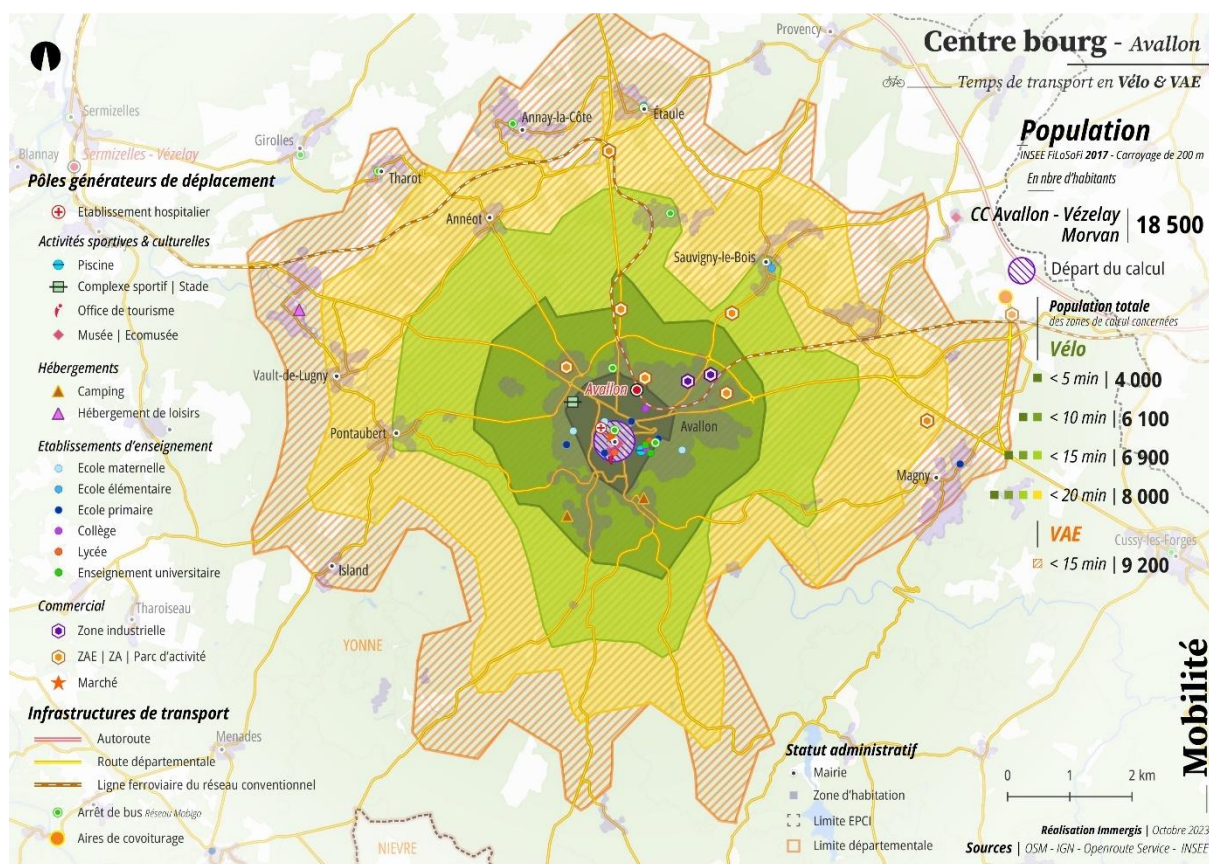 Centre bourg - Avallon
Temps de transport en Vélo & VAE
Population
INSEE FiLoSoFi 2017 - Carroyage de 200 m
En nbre d'habitants
CC Avallon - Vézelay
Morvan | 18 500
Départ du calcul
Population totale
des zones de calcul concernées
Vélo
< 5 min | 4 000
< 10 min | 6 100
< 15 min | 6 900
< 20 min | 8 000
VAE
< 15 min | 9 200
Pôles générateurs de déplacement
Etablissement hospitalier
Activités sportives & culturelles
Piscine
Complexe sportif | Stade
Office de tourisme
Musée | Ecomusée
Hébergements
Camping
Hébergement de loisirs
Etablissements d'enseignement
Ecole maternelle
Ecole élémentaire
Ecole primaire
Collège
Lycée
Enseignement universitaire
Commercial
Zone industrielle
ZAE | ZA | Parc d'activité
Marché
Infrastructures de transport
Autoroute
Route départementale
Ligne ferroviaire du réseau conventionnel
Arrêt de bus Réseau Mobigo
Aires de covoiturage
Provency
Sermizelles
Blannay
Sermizelles - Vézelay
Girolles
Annay-la-Côte
Étaule
Tharot
Annéot
Sauvigny-le-Bois
Vault-de-Lugny
Avallon
Avallon
Pontaubert
Magny
Cussy-les-Forges
Island
Tharoiseau
YONNE
Menades
NIEVRE
Statut administratif
Mairie
Zone d'habitation
Limite EPCI
Limite départementale
0 1 2 km
Mobilité
Réalisation Immergis | Octobre 2023
Sources | OSM - IGN - Openroute Service - INSEE